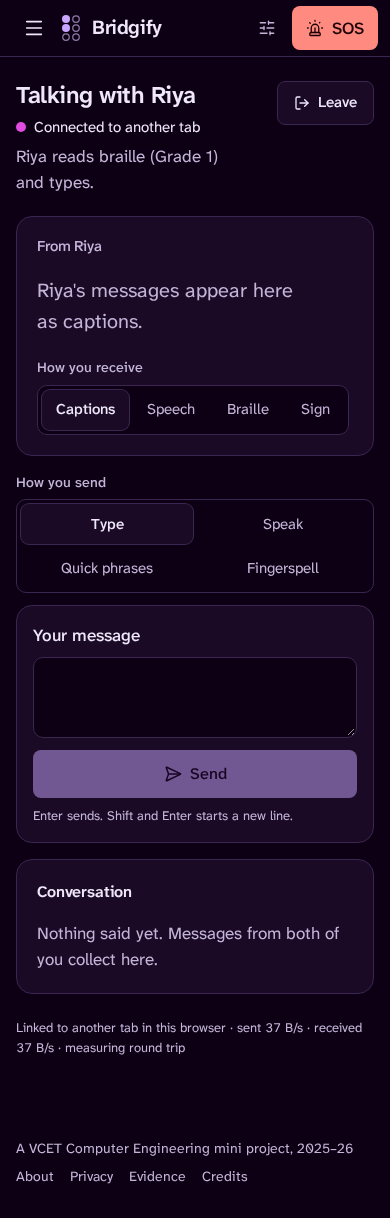 Bridgify
SOS
Talking with Riya
Leave
Connected to another tab
Riya reads braille (Grade 1)
and types.
From Riya
Riya's messages appear here
as captions.
How you receive
Captions Speech Braille Sign
How you send
Type Speak
Quick phrases Fingerspell
Your message
Send
Enter sends. Shift and Enter starts a new line.
Conversation
Nothing said yet. Messages from both of
you collect here.
Linked to another tab in this browser · sent 37 B/s · received
37 B/s · measuring round trip
A VCET Computer Engineering mini project, 2025–26
About Privacy Evidence Credits